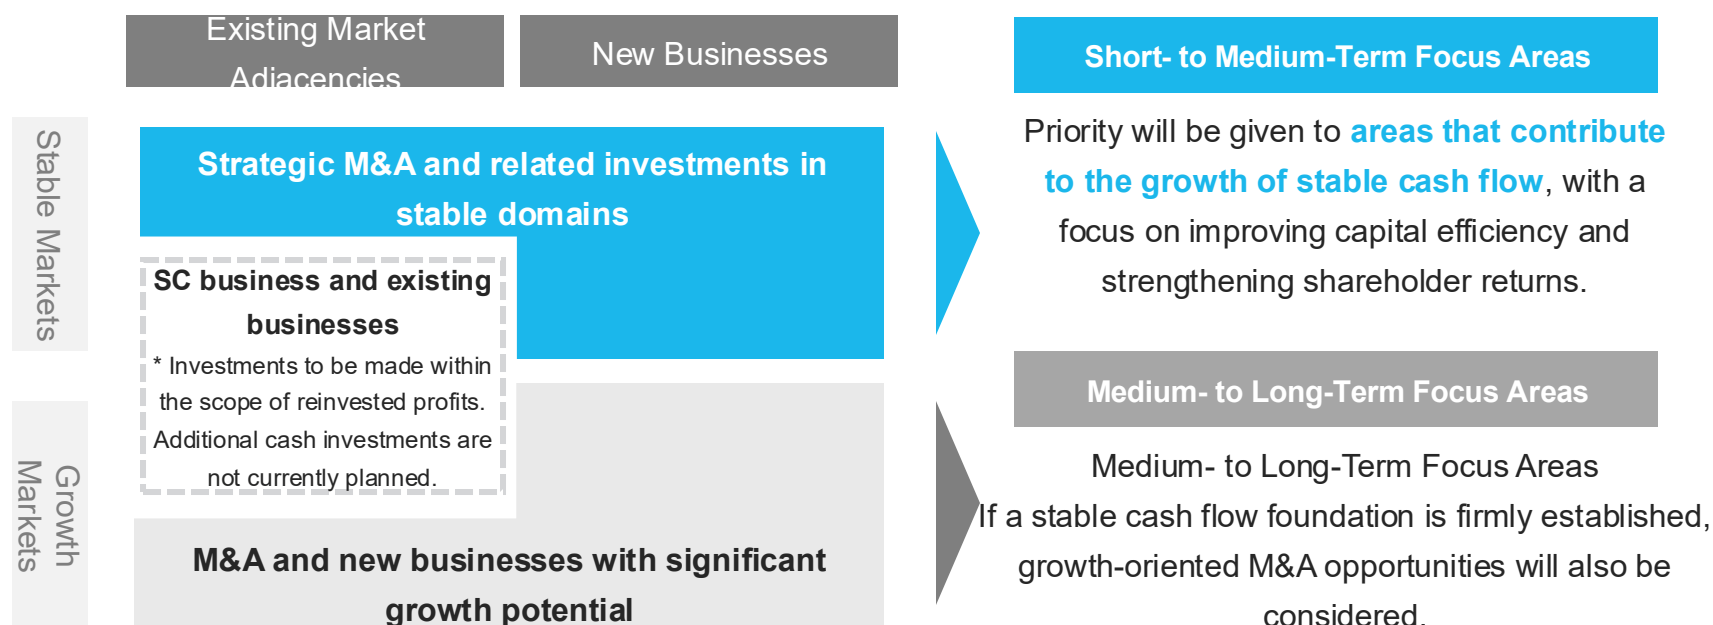 Existing Market
Adjacencies
New Businesses
Short- to Medium-Term Focus Areas
Stable Markets
Strategic M&A and related investments in
stable domains
Priority will be given to areas that contribute
to the growth of stable cash flow, with a
focus on improving capital efficiency and
strengthening shareholder returns.
SC business and existing
businesses
* Investments to be made within
the scope of reinvested profits.
Additional cash investments are
not currently planned.
Growth
Markets
M&A and new businesses with significant
growth potential
Medium- to Long-Term Focus Areas
Medium- to Long-Term Focus Areas
If a stable cash flow foundation is firmly established,
growth-oriented M&A opportunities will also be
considered.